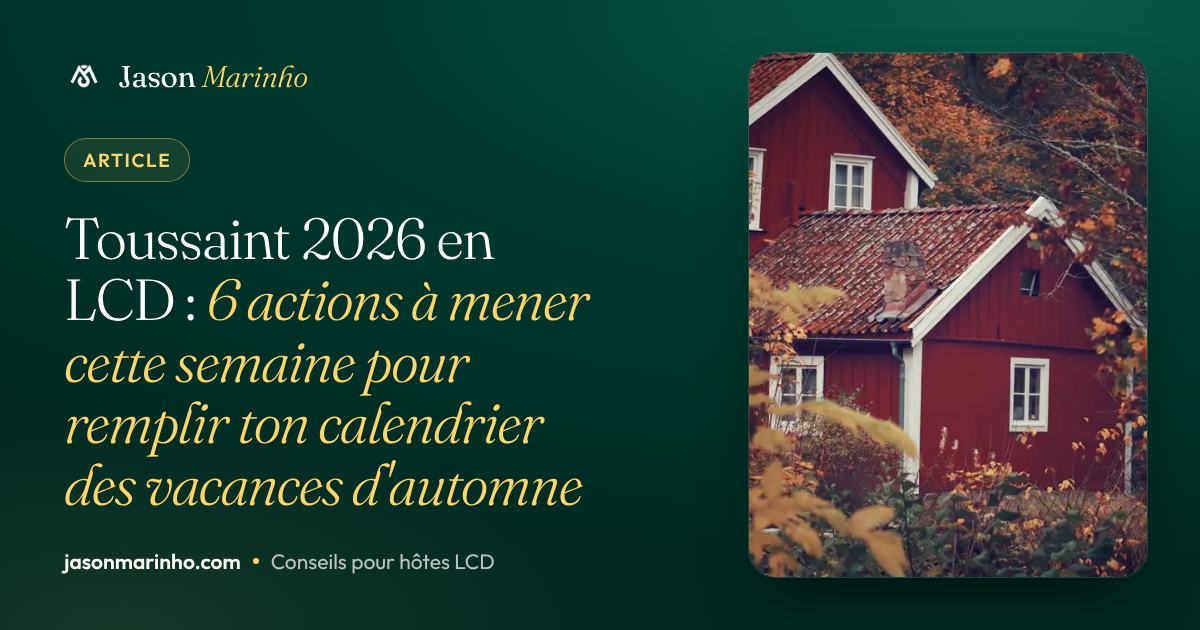 Jason Marinho
ARTICLE
Toussaint 2026 en
LCD : 6 actions à mener
cette semaine pour
remplir ton calendrier
des vacances d'automne
jasonmarinho.com • Conseils pour hôtes LCD